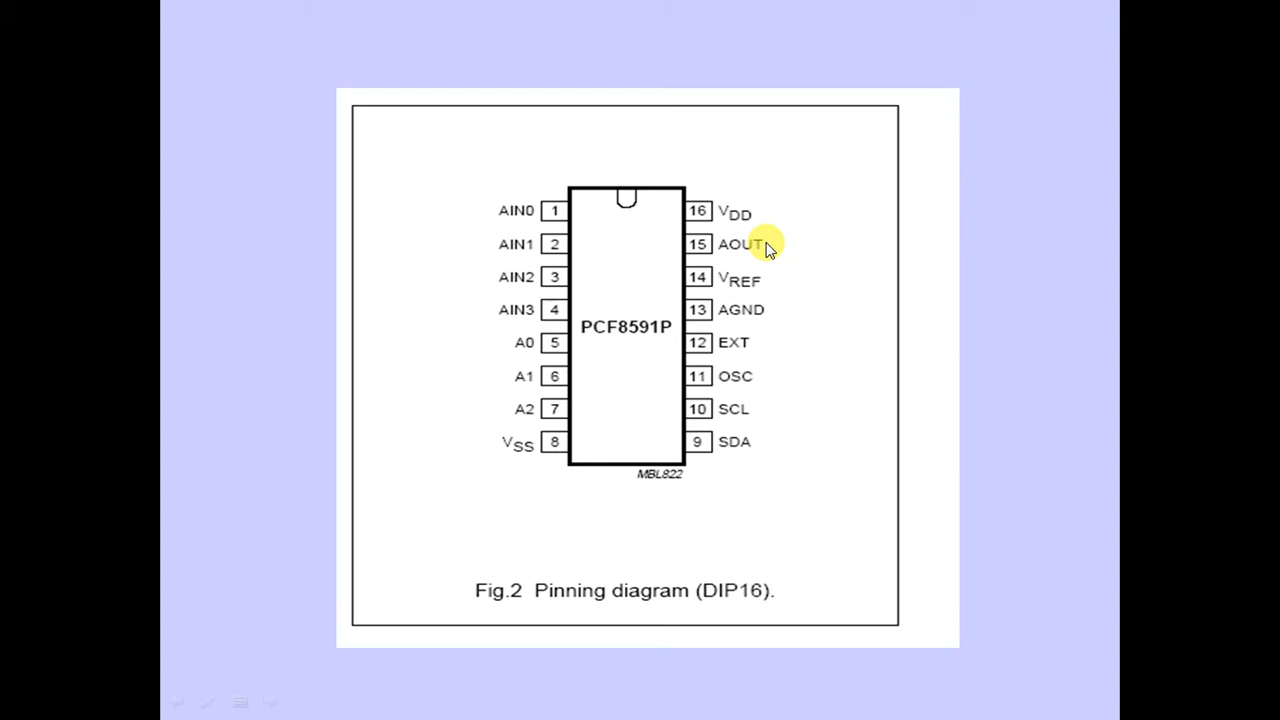 AIN0 1 16 VDD
AIN1 2 15 AOUT
AIN2 3 14 VREF
AIN3 4 13 AGND
PCF8591P
A0 5 12 EXT
A1 6 11 OSC
A2 7 10 SCL
VSS 8 9 SDA
MBL822
Fig.2 Pinning diagram (DIP16).